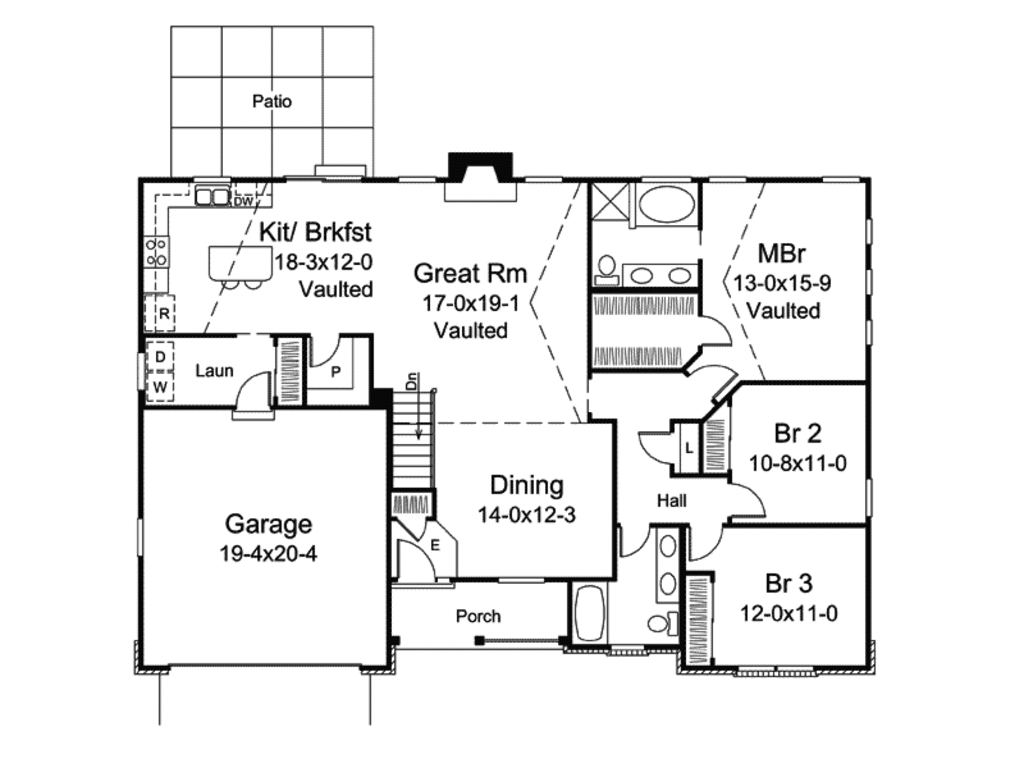 Patio
DW
Kit/ Brkfst
18-3x12-0
Vaulted
Great Rm
17-0x19-1
Vaulted
MBr
13-0x15-9
Vaulted
R
D
W
Laun
P
Dn
L
Br 2
10-8x11-0
Dining
14-0x12-3
Hall
Garage
19-4x20-4
E
Porch
Br 3
12-0x11-0